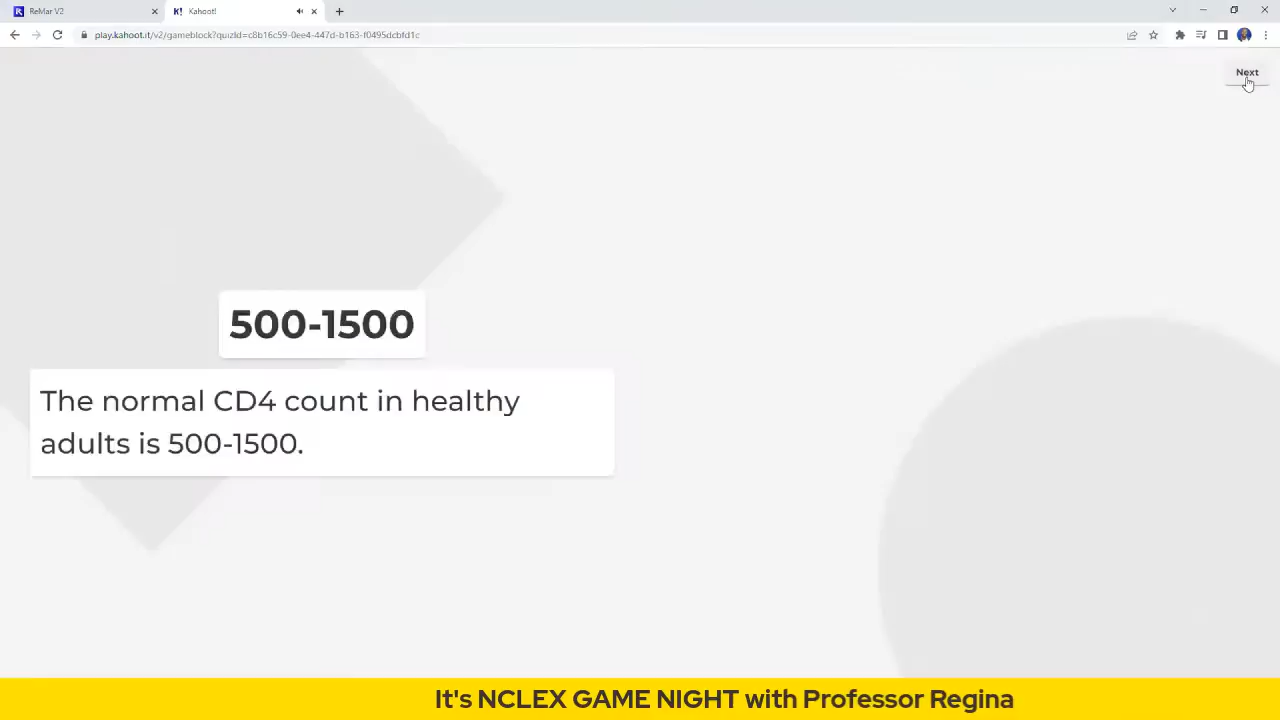 ReMar V2
K! Kahoot!
play.kahoot.it/v2/gameblock?quizId=c8b16c59-0ee4-447d-b163-f0495dcbfd1c
Next
500-1500
The normal CD4 count in healthy
adults is 500-1500.
It's NCLEX GAME NIGHT with Professor Regina